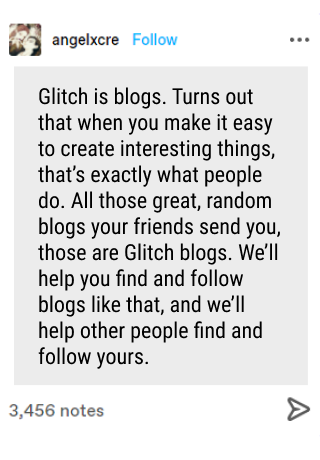 angelxcre Follow
Glitch is blogs. Turns out
that when you make it easy
to create interesting things,
that's exactly what people
do. All those great, random
blogs your friends send you,
those are Glitch blogs. We'll
help you find and follow
blogs like that, and we'll
help other people find and
follow yours.
3,456 notes